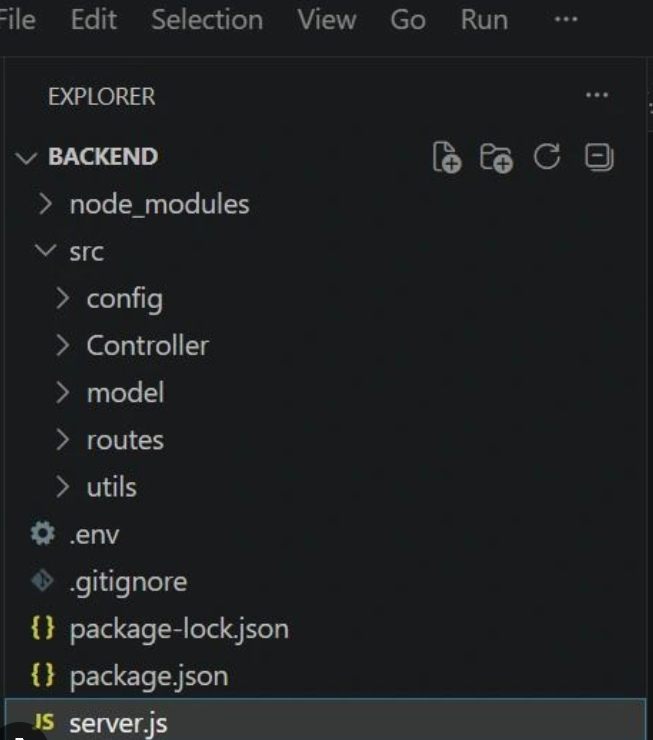 File Edit Selection View Go Run ...
EXPLORER ...
BACKEND
node_modules
src
config
Controller
model
routes
utils
.env
.gitignore
{} package-lock.json
{} package.json
JS server.js